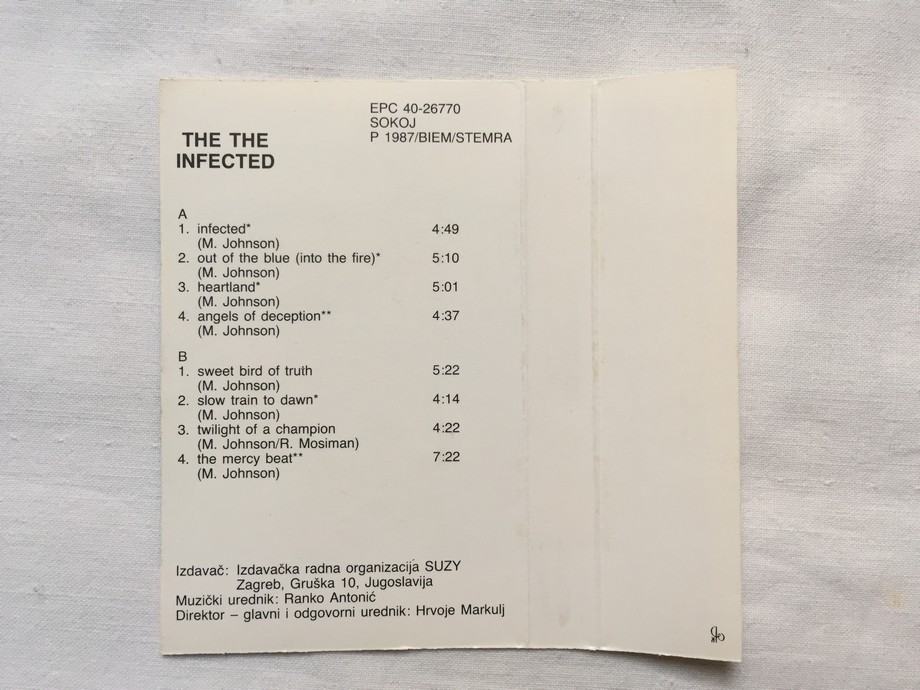 THE THE
INFECTED
EPC 40-26770
SOKOJ
P 1987/BIEM/STEMRA
A
1. infected* 4:49
(M. Johnson)
2. out of the blue (into the fire)* 5:10
(M. Johnson)
3. heartland* 5:01
(M. Johnson)
4. angels of deception** 4:37
(M. Johnson)
B
1. sweet bird of truth 5:22
(M. Johnson)
2. slow train to dawn* 4:14
(M. Johnson)
3. twilight of a champion 4:22
(M. Johnson/R. Mosiman)
4. the mercy beat** 7:22
(M. Johnson)
Izdavač: Izdavačka radna organizacija SUZY
Zagreb, Gruška 10, Jugoslavija
Muzički urednik: Ranko Antonić
Direktor – glavni i odgovorni urednik: Hrvoje Markulj